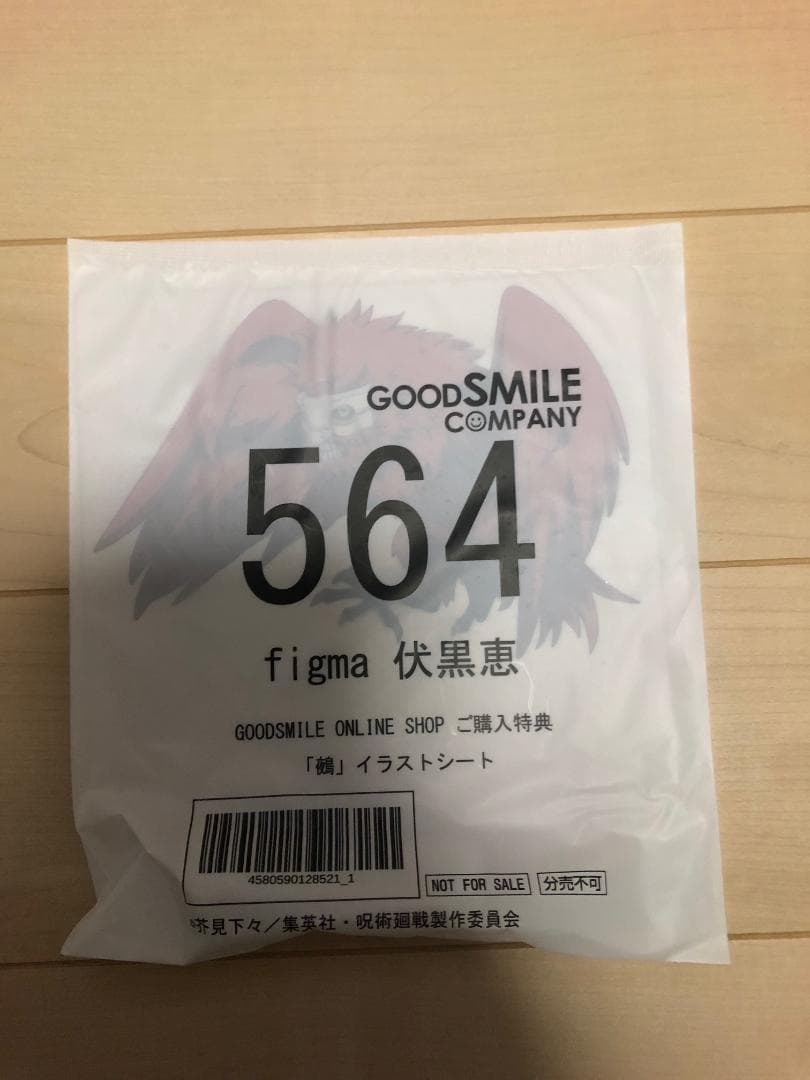 GOODSMILE
COMPANY
564
figma 伏黒恵
GOODSMILE ONLINE SHOP ご購入特典
「鵺」イラストシート
4580590128521_1
NOT FOR SALE
分売不可
©芥見下々／集英社・呪術廻戦製作委員会